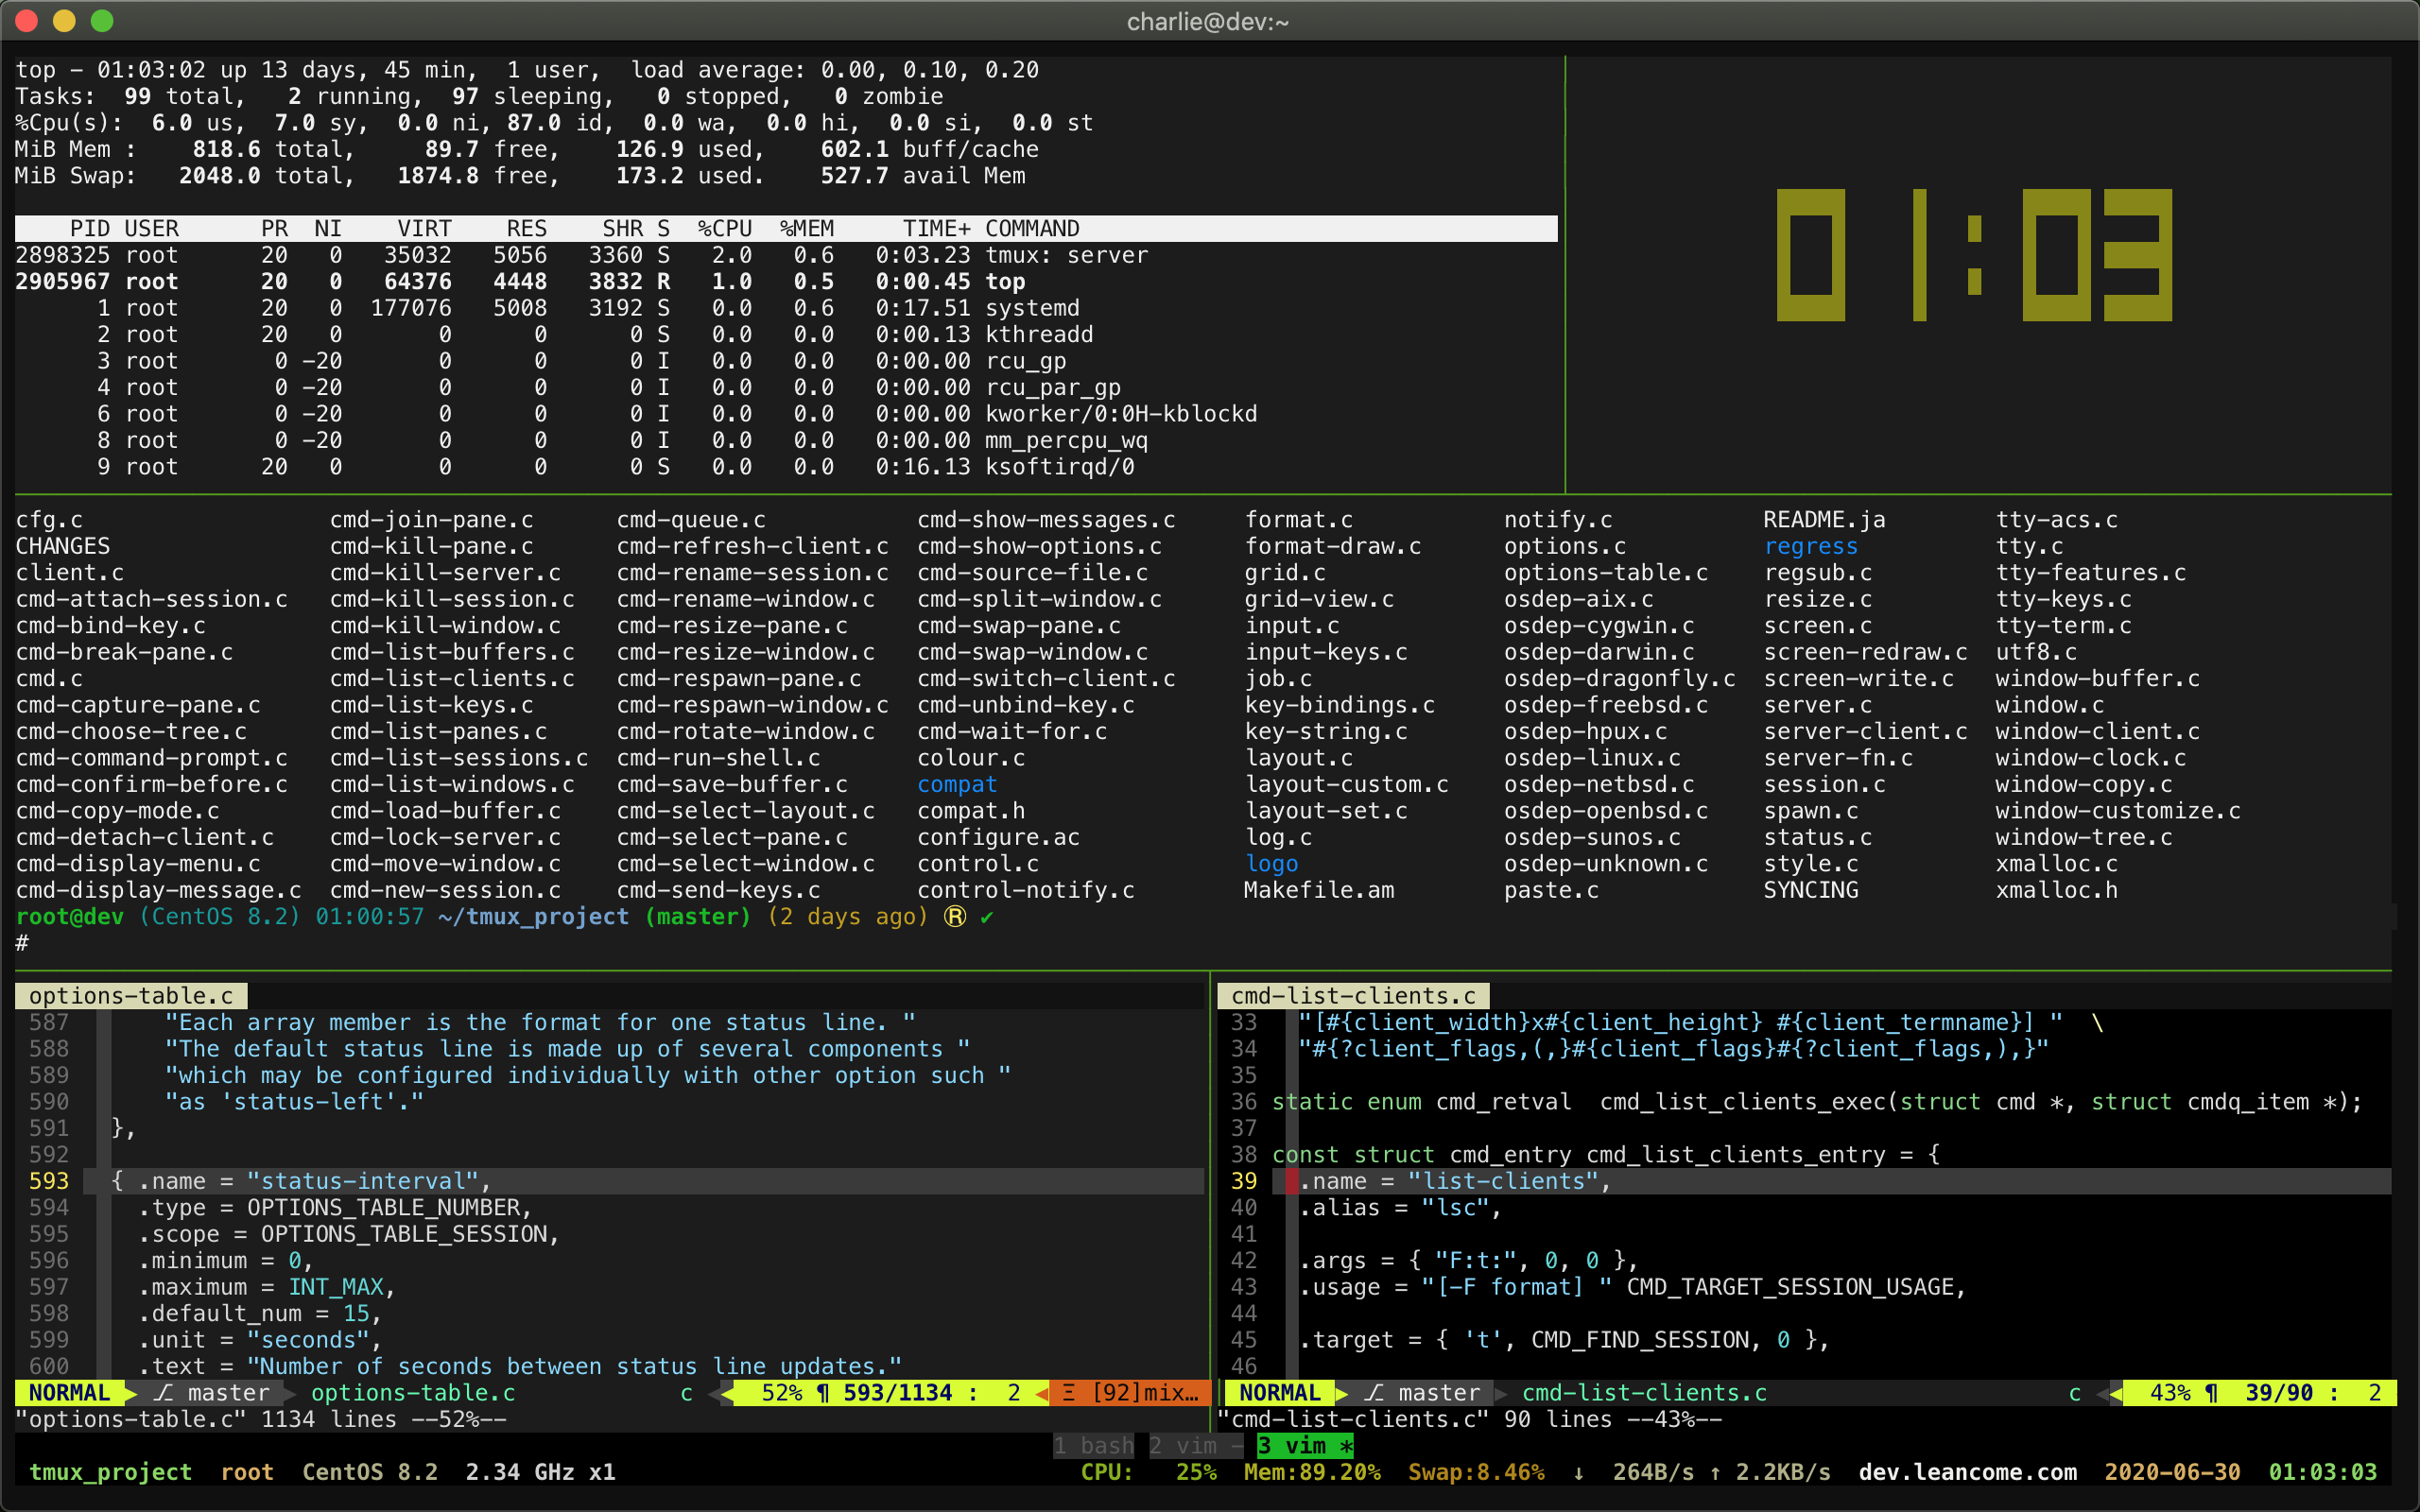 charlie@dev:~
top - 01:03:02 up 13 days, 45 min,  1 user,  load average: 0.00, 0.10, 0.20
Tasks:  99 total,   2 running,  97 sleeping,   0 stopped,   0 zombie
%Cpu(s):  6.0 us,  7.0 sy,  0.0 ni, 87.0 id,  0.0 wa,  0.0 hi,  0.0 si,  0.0 st
MiB Mem :    818.6 total,     89.7 free,    126.9 used,    602.1 buff/cache
MiB Swap:   2048.0 total,   1874.8 free,    173.2 used.    527.7 avail Mem
PID USER      PR  NI    VIRT    RES    SHR S  %CPU  %MEM     TIME+ COMMAND
2898325 root      20   0   35032   5056   3360 S   2.0   0.6   0:03.23 tmux: server
2905967 root      20   0   64376   4448   3832 R   1.0   0.5   0:00.45 top
1 root      20   0  177076   5008   3192 S   0.0   0.6   0:17.51 systemd
2 root      20   0       0      0      0 S   0.0   0.0   0:00.13 kthreadd
3 root       0 -20       0      0      0 I   0.0   0.0   0:00.00 rcu_gp
4 root       0 -20       0      0      0 I   0.0   0.0   0:00.00 rcu_par_gp
6 root       0 -20       0      0      0 I   0.0   0.0   0:00.00 kworker/0:0H-kblockd
8 root       0 -20       0      0      0 I   0.0   0.0   0:00.00 mm_percpu_wq
9 root      20   0       0      0      0 S   0.0   0.0   0:16.13 ksoftirqd/0
01:03
cfg.c cmd-join-pane.c cmd-queue.c cmd-show-messages.c format.c notify.c README.ja tty-acs.c
CHANGES cmd-kill-pane.c cmd-refresh-client.c cmd-show-options.c format-draw.c options.c regress tty.c
client.c cmd-kill-server.c cmd-rename-session.c cmd-source-file.c grid.c options-table.c regsub.c tty-features.c
cmd-attach-session.c cmd-kill-session.c cmd-rename-window.c cmd-split-window.c grid-view.c osdep-aix.c resize.c tty-keys.c
cmd-bind-key.c cmd-kill-window.c cmd-resize-pane.c cmd-swap-pane.c input.c osdep-cygwin.c screen.c tty-term.c
cmd-break-pane.c cmd-list-buffers.c cmd-resize-window.c cmd-swap-window.c input-keys.c osdep-darwin.c screen-redraw.c utf8.c
cmd.c cmd-list-clients.c cmd-respawn-pane.c cmd-switch-client.c job.c osdep-dragonfly.c screen-write.c window-buffer.c
cmd-capture-pane.c cmd-list-keys.c cmd-respawn-window.c cmd-unbind-key.c key-bindings.c osdep-freebsd.c server.c window.c
cmd-choose-tree.c cmd-list-panes.c cmd-rotate-window.c cmd-wait-for.c key-string.c osdep-hpux.c server-client.c window-client.c
cmd-command-prompt.c cmd-list-sessions.c cmd-run-shell.c colour.c layout.c osdep-linux.c server-fn.c window-clock.c
cmd-confirm-before.c cmd-list-windows.c cmd-save-buffer.c compat layout-custom.c osdep-netbsd.c session.c window-copy.c
cmd-copy-mode.c cmd-load-buffer.c cmd-select-layout.c compat.h layout-set.c osdep-openbsd.c spawn.c window-customize.c
cmd-detach-client.c cmd-lock-server.c cmd-select-pane.c configure.ac log.c osdep-sunos.c status.c window-tree.c
cmd-display-menu.c cmd-move-window.c cmd-select-window.c control.c logo osdep-unknown.c style.c xmalloc.c
cmd-display-message.c cmd-new-session.c cmd-send-keys.c control-notify.c Makefile.am paste.c SYNCING xmalloc.h
root@dev (CentOS 8.2) 01:00:57 ~/tmux_project (master) (2 days ago) Ⓡ ✔
#
options-table.c
587 "Each array member is the format for one status line. "
588 "The default status line is made up of several components "
589 "which may be configured individually with other option such "
590 "as 'status-left'."
591 },
592
593 { .name = "status-interval",
594 .type = OPTIONS_TABLE_NUMBER,
595 .scope = OPTIONS_TABLE_SESSION,
596 .minimum = 0,
597 .maximum = INT_MAX,
598 .default_num = 15,
599 .unit = "seconds",
600 .text = "Number of seconds between status line updates."
NORMAL ⎇ master options-table.c c 52% ¶ 593/1134 : 2 Ξ [92]mix…
"options-table.c" 1134 lines --52%--
cmd-list-clients.c
33 "[#{client_width}x#{client_height} #{client_termname}] " \
34 "#{?client_flags,(,}#{client_flags}#{?client_flags,),}"
35
36 static enum cmd_retval  cmd_list_clients_exec(struct cmd *, struct cmdq_item *);
37
38 const struct cmd_entry cmd_list_clients_entry = {
39 .name = "list-clients",
40 .alias = "lsc",
41
42 .args = { "F:t:", 0, 0 },
43 .usage = "[-F format] " CMD_TARGET_SESSION_USAGE,
44
45 .target = { 't', CMD_FIND_SESSION, 0 },
46
NORMAL ⎇ master cmd-list-clients.c c 43% ¶ 39/90 : 2
"cmd-list-clients.c" 90 lines --43%--
1 bash 2 vim - 3 vim *
tmux_project root CentOS 8.2 2.34 GHz x1 CPU: 25% Mem:89.20% Swap:8.46% ↓ 264B/s ↑ 2.2KB/s dev.leancome.com 2020-06-30 01:03:03